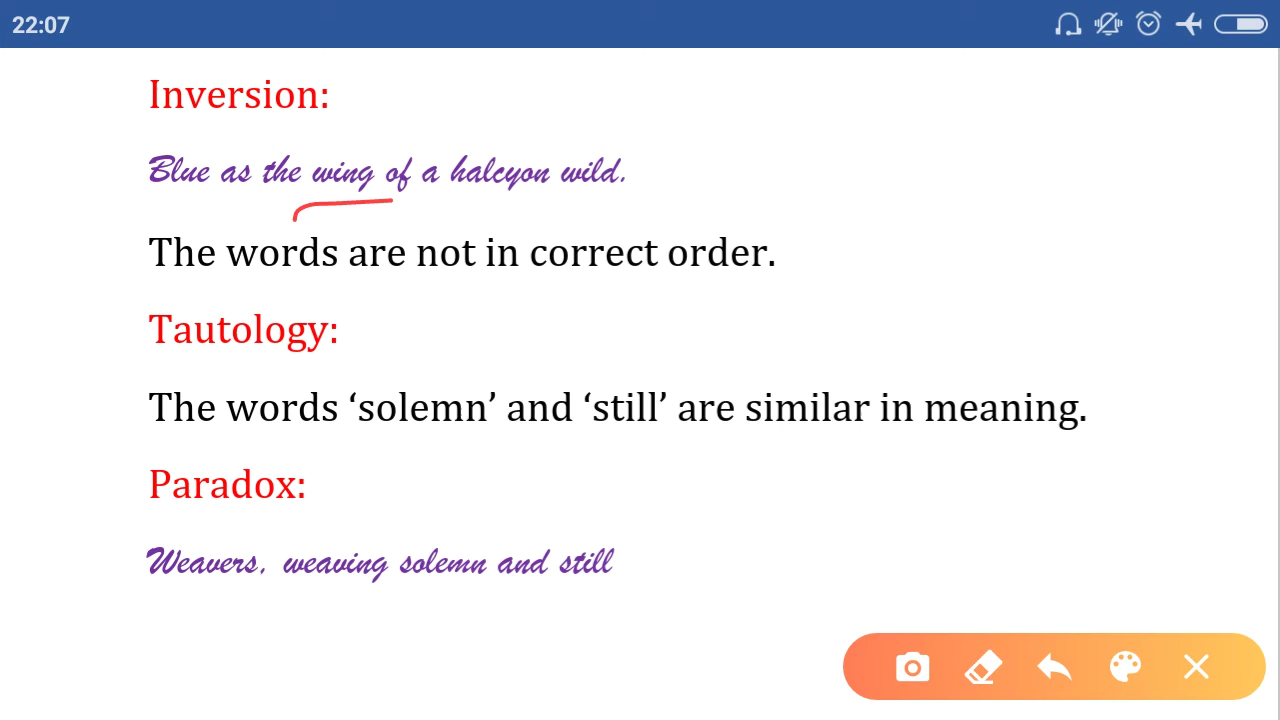 22:07
Inversion:
Blue as the wing of a halcyon wild.
The words are not in correct order.
Tautology:
The words ‘solemn’ and ‘still’ are similar in meaning.
Paradox:
Weavers, weaving solemn and still